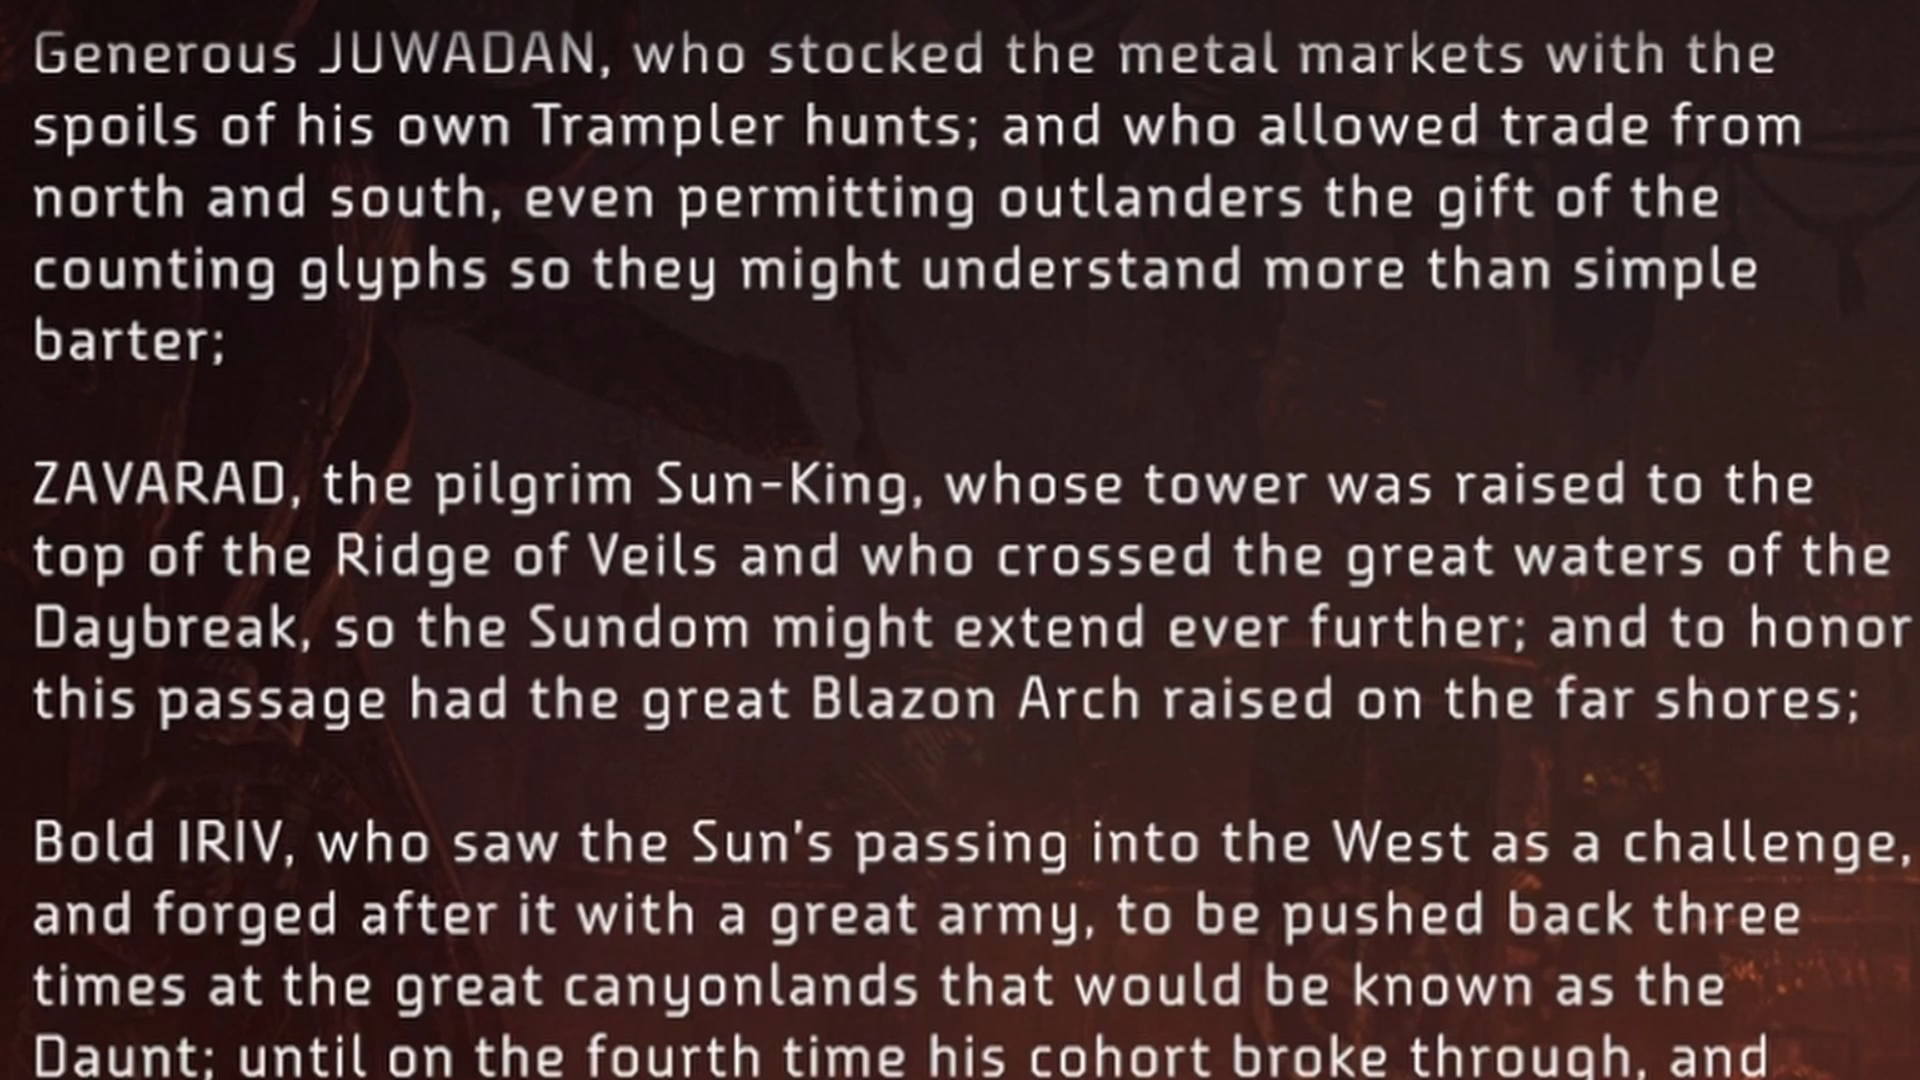 Generous JUWADAN, who stocked the metal markets with the
spoils of his own Trampler hunts; and who allowed trade from
north and south, even permitting outlanders the gift of the
counting glyphs so they might understand more than simple
barter;
ZAVARAD, the pilgrim Sun-King, whose tower was raised to the
top of the Ridge of Veils and who crossed the great waters of the
Daybreak, so the Sundom might extend ever further; and to honor
this passage had the great Blazon Arch raised on the far shores;
Bold IRIV, who saw the Sun's passing into the West as a challenge,
and forged after it with a great army, to be pushed back three
times at the great canyonlands that would be known as the
Daunt; until on the fourth time his cohort broke through, and